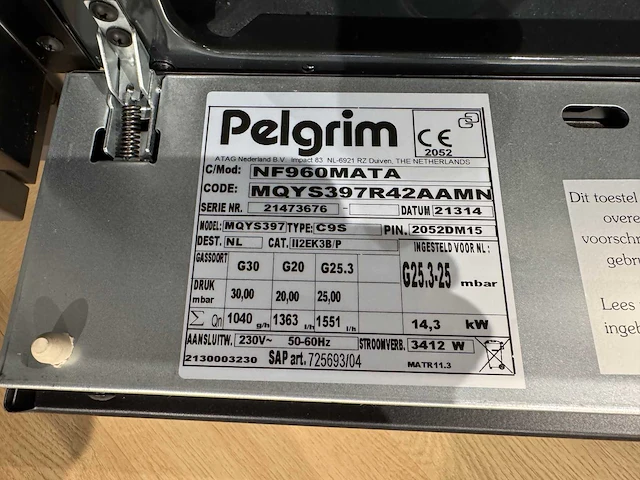 Pelgrim
CE
2052
ATAG Nederland B.V. Impact 83 NL-6921 RZ Duiven, THE NETHERLANDS
C/Mod: NF960MATA
CODE: MQYS397R42AAMN
SERIE NR. 21473676 - DATUM 21314
MODEL: MQYS397 TYPE: C9S PIN. 2052DM15
DEST. NL CAT. II2EK3B/P INGESTELD VOOR NL:
GASSOORT G30 G20 G25.3 G25.3-25 mbar
DRUK mbar 30,00 20,00 25,00
∑ Qn 1040 g/h 1363 l/h 1551 l/h 14,3 kW
AANSLUITW. 230V~ 50-60Hz STROOMVERB. 3412 W
2130003230 SAP art. 725693/04 MATR11.3
Dit toestel
overe
voorschr
gebru
Lees
ingeb